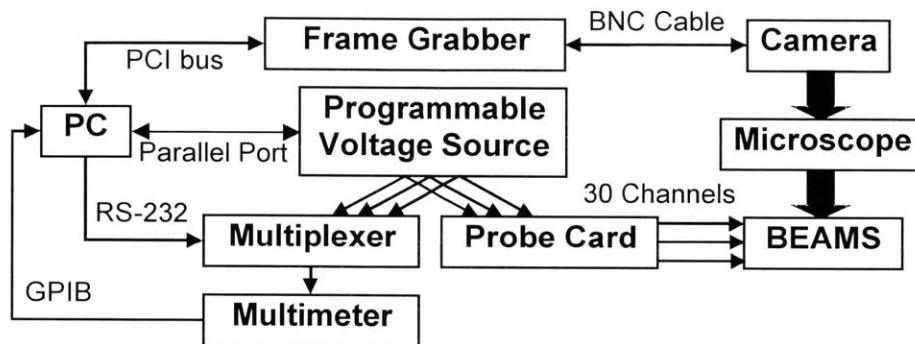 BNC Cable
Frame Grabber
Camera
PCI bus
Programmable
Voltage Source
PC
Parallel Port
Microscope
30 Channels
RS-232
Multiplexer
Probe Card
BEAMS
GPIB
Multimeter